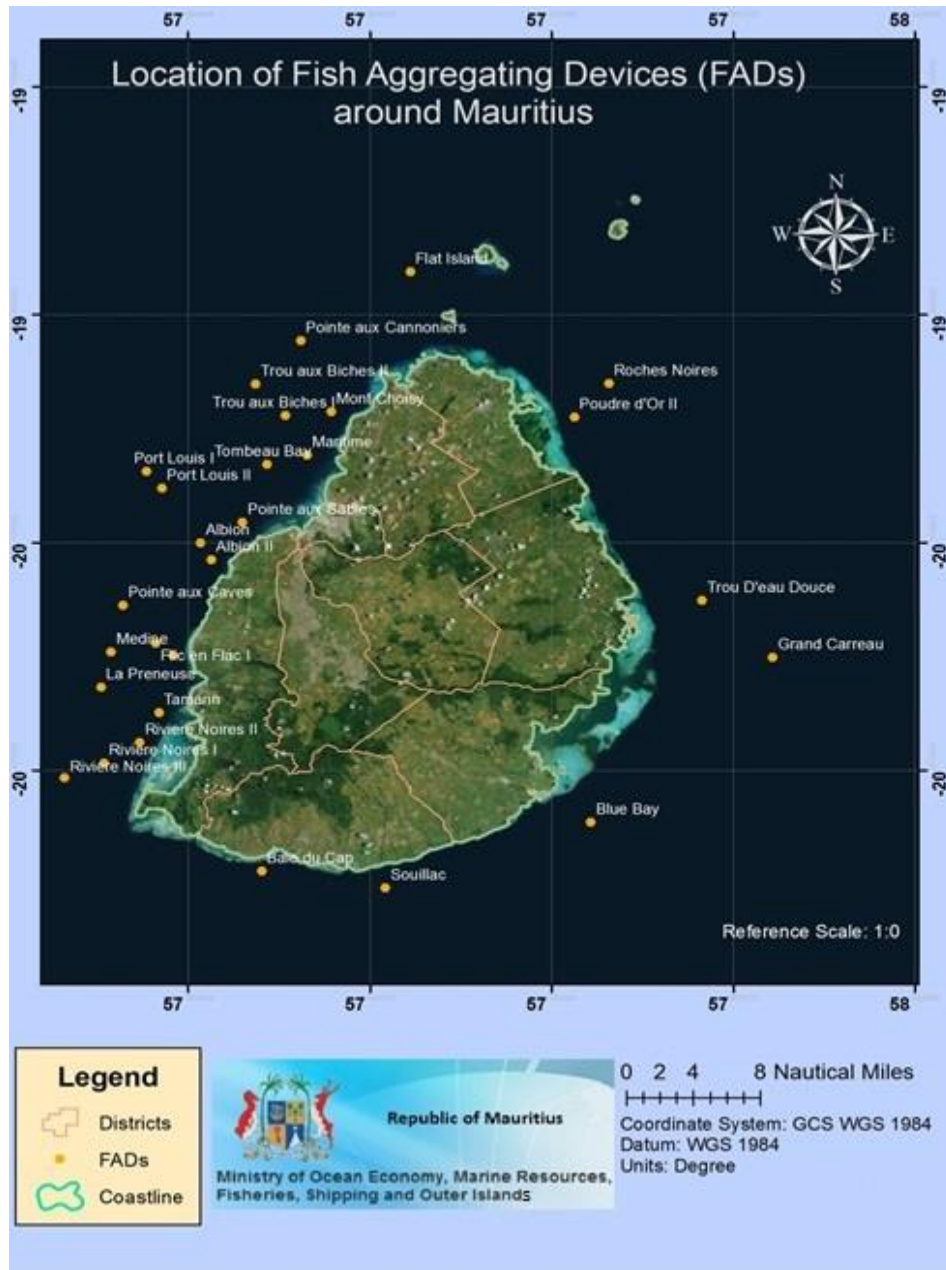 57 57 57 57 58
Location of Fish Aggregating Devices (FADs)
around Mauritius
-19 -19
N
W E
S
Flat Island
-19 -19
Pointe aux Cannoniers
Trou aux Biches II
Roches Noires
Trou aux Biches I
Mont Choisy
Poudre d'Or II
Maritime
Tombeau Bay
Port Louis I
Port Louis II
Pointe aux Sables
Albion
Albion II
-20 -20
Trou D'eau Douce
Pointe aux Caves
Medine
Flic en Flac I
Grand Carreau
La Preneuse
Tamarin
Riviere Noires II
Riviere Noires I
Riviere Noires III
-20 -20
Blue Bay
Baie du Cap
Souillac
Reference Scale: 1:0
57 57 57 57 58
Legend
Districts
FADs
Coastline
Republic of Mauritius
Ministry of Ocean Economy, Marine Resources,
Fisheries, Shipping and Outer Islands
0 2 4 8 Nautical Miles
Coordinate System: GCS WGS 1984
Datum: WGS 1984
Units: Degree